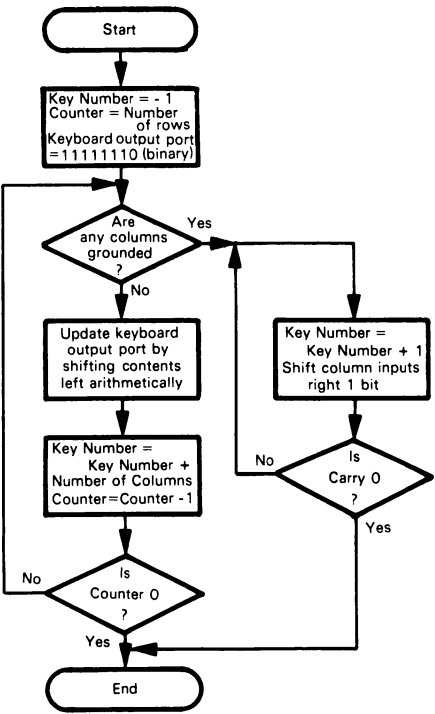 Start
Key Number = - 1
Counter = Number
of rows
Keyboard output port
= 11111110 (binary)
Are
any columns
grounded
?
Yes
No
Update keyboard
output port by
shifting contents
left arithmetically
Key Number =
Key Number +
Number of Columns
Counter = Counter - 1
Is
Counter 0
?
No
Yes
End
Key Number =
Key Number + 1
Shift column inputs
right 1 bit
Is
Carry 0
?
No
Yes